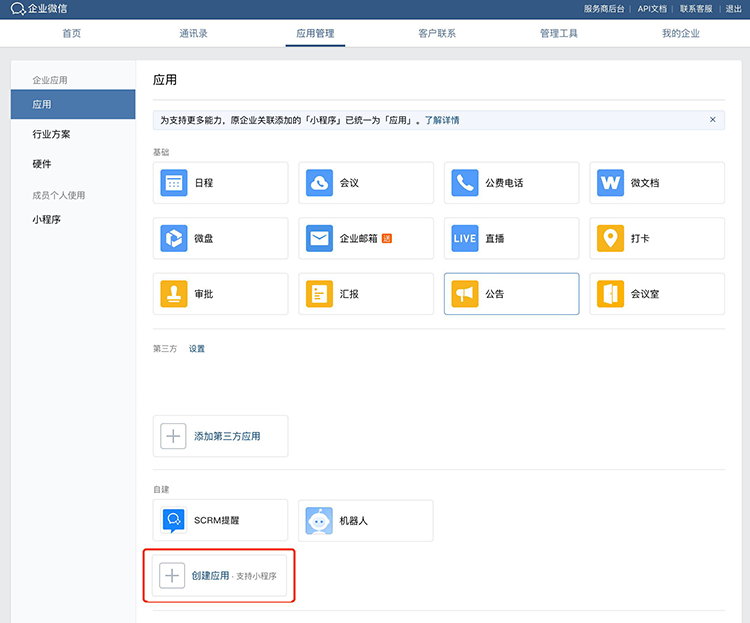 企业微信
服务商后台 | API文档 | 联系客服 | 退出
首页 通讯录 应用管理 客户联系 管理工具 我的企业
企业应用
应用
行业方案
硬件
成员个人使用
小程序
应用
为支持更多能力，原企业关联添加的「小程序」已统一为「应用」。了解详情 ×
基础
日程 会议 公费电话 微文档
微盘 企业邮箱 送 LIVE 直播 打卡
审批 汇报 公告 会议室
第三方 设置
添加第三方应用
自建
SCRM提醒 机器人
创建应用 · 支持小程序